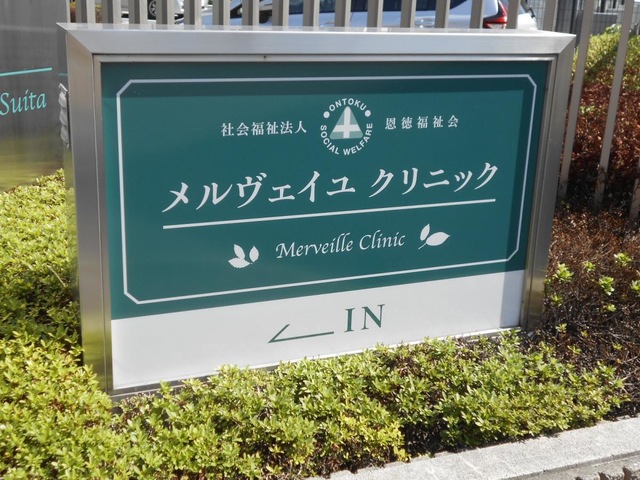 Suita
社会福祉法人 恩徳福祉会
ONTOKU
SOCIAL WELFARE
メルヴェイユ クリニック
Merveille Clinic
IN